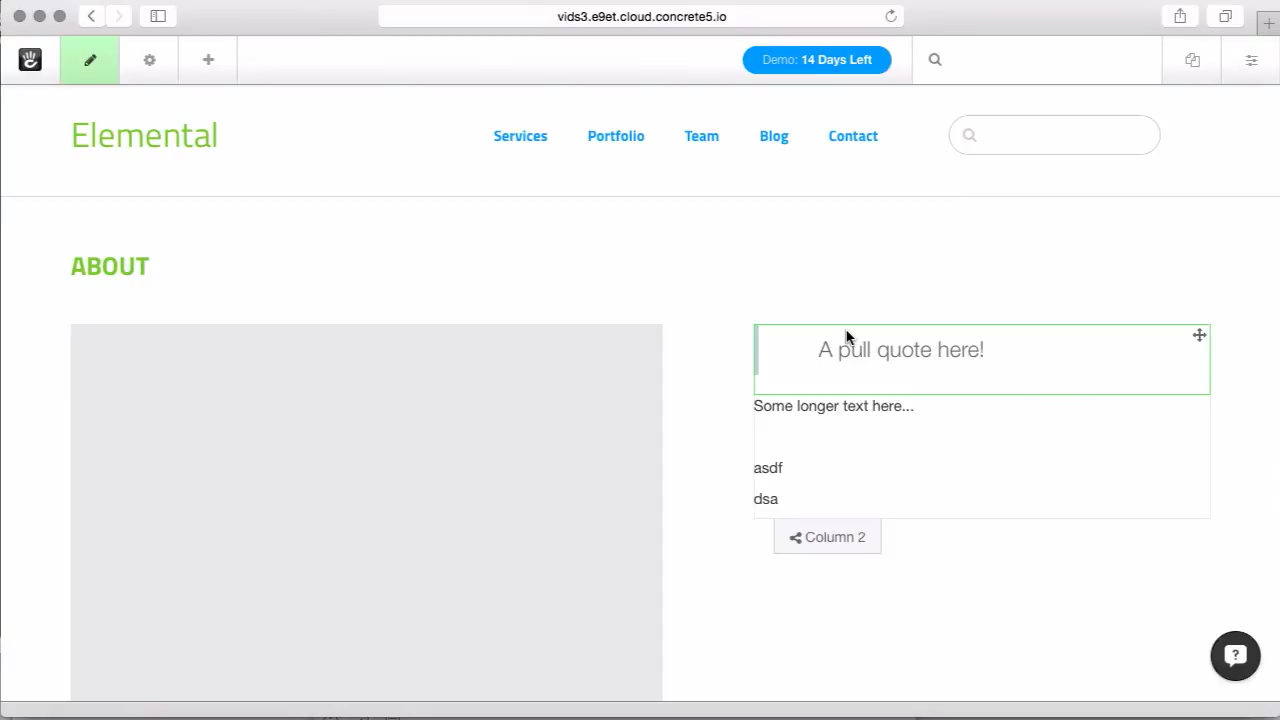 vids3.e9et.cloud.concrete5.io
Demo: 14 Days Left
Elemental
Services Portfolio Team Blog Contact
ABOUT
A pull quote here!
Some longer text here...
asdf
dsa
Column 2